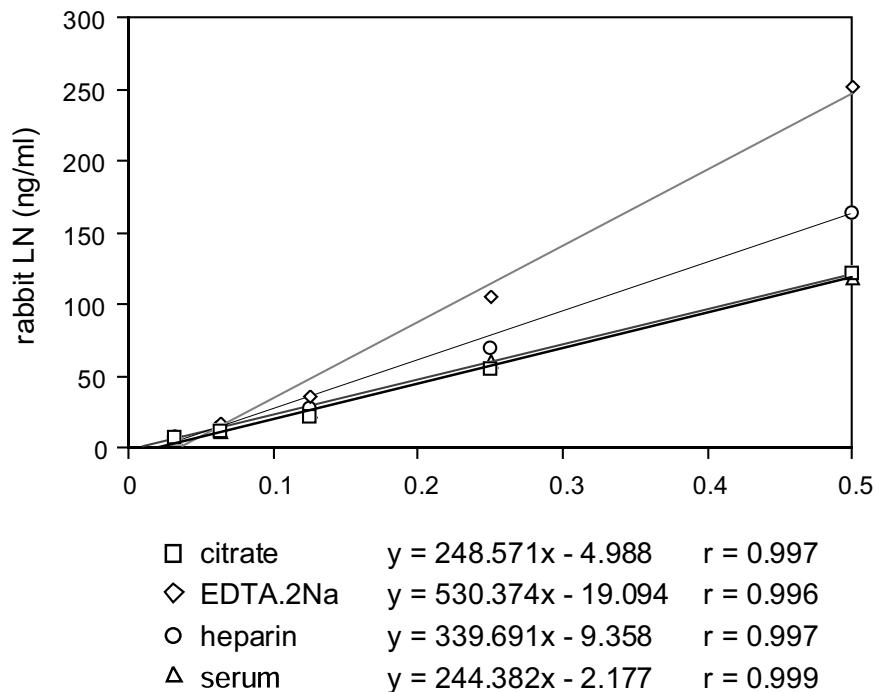 300
250
200
150
100
50
0
rabbit LN (ng/ml)
0 0.1 0.2 0.3 0.4 0.5
citrate y = 248.571x - 4.988 r = 0.997
EDTA.2Na y = 530.374x - 19.094 r = 0.996
heparin y = 339.691x - 9.358 r = 0.997
serum y = 244.382x - 2.177 r = 0.999